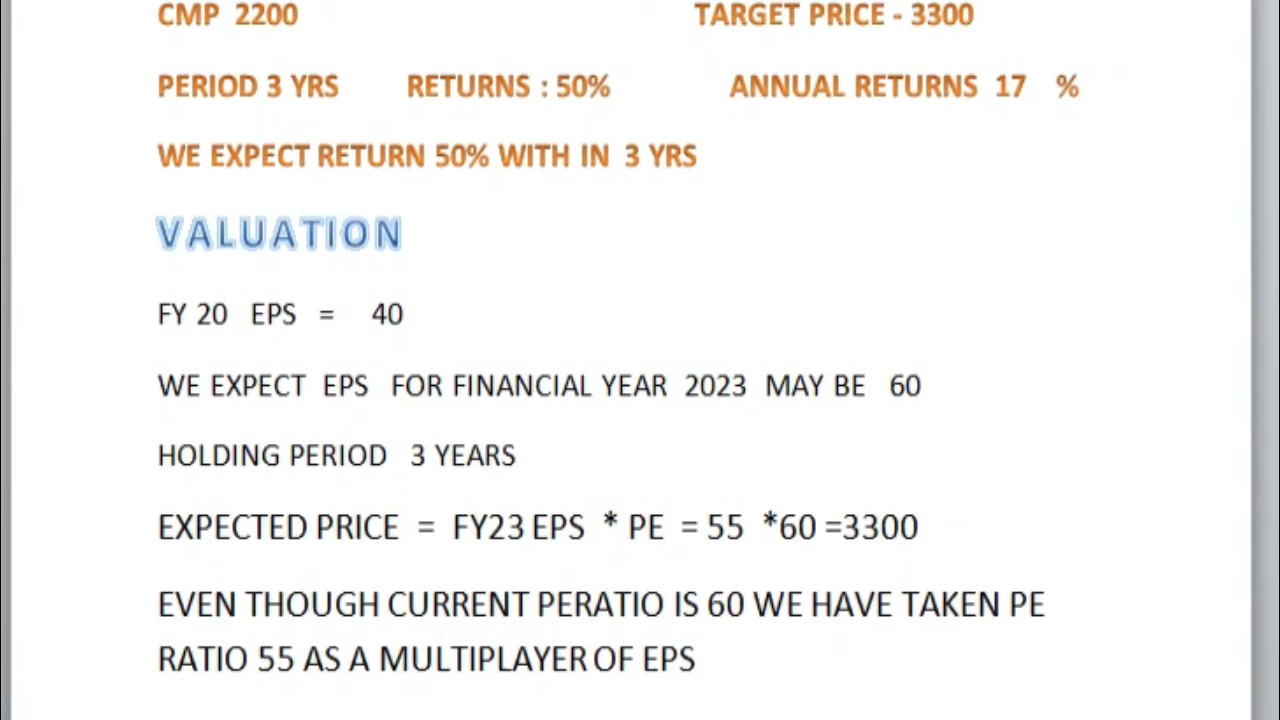 CMP 2200 TARGET PRICE - 3300
PERIOD 3 YRS RETURNS : 50% ANNUAL RETURNS 17 %
WE EXPECT RETURN 50% WITH IN 3 YRS
VALUATION
FY 20 EPS = 40
WE EXPECT EPS FOR FINANCIAL YEAR 2023 MAY BE 60
HOLDING PERIOD 3 YEARS
EXPECTED PRICE = FY23 EPS * PE = 55 *60 =3300
EVEN THOUGH CURRENT PERATIO IS 60 WE HAVE TAKEN PE
RATIO 55 AS A MULTIPLAYER OF EPS